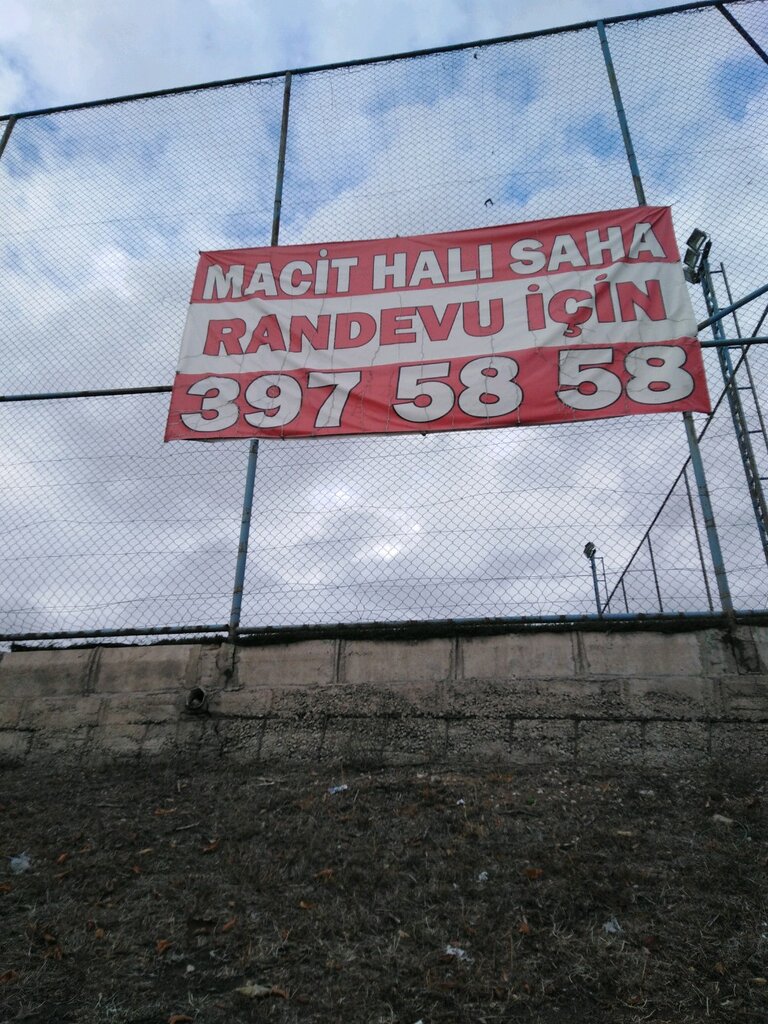 MACİT HALI SAHA
RANDEVU İÇİN
397 58 58